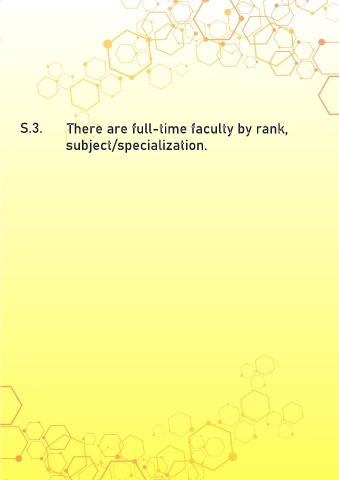 S.3. There are full-time faculty by rank,
subject/specialization.